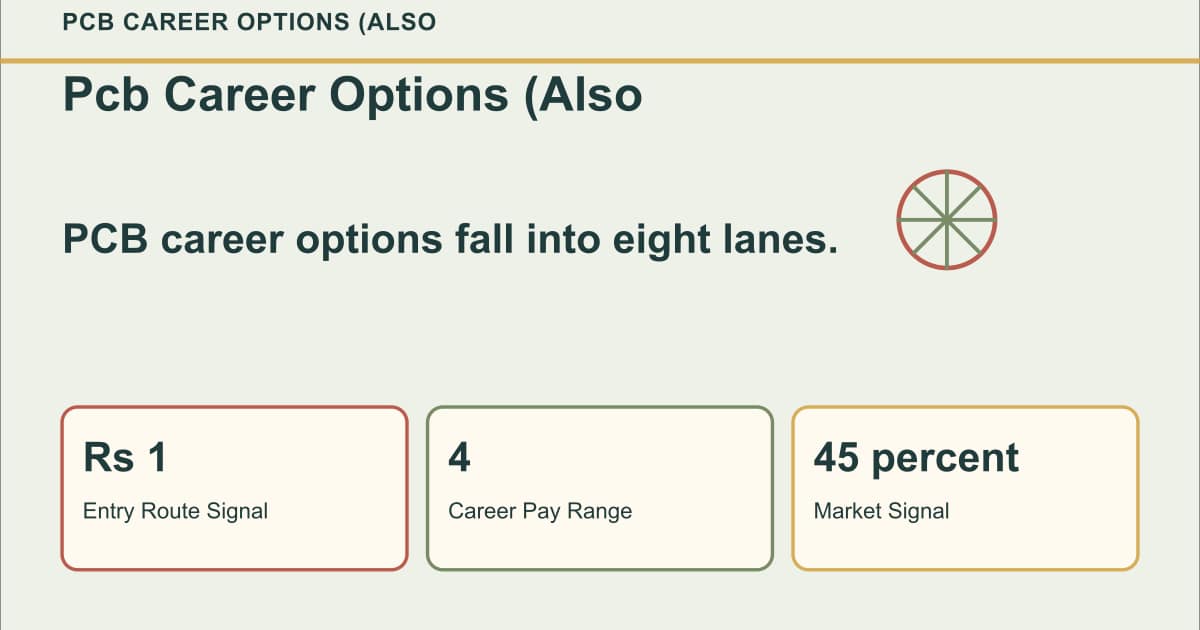 PCB CAREER OPTIONS (ALSO
Pcb Career Options (Also
PCB career options fall into eight lanes.
Rs 1
Entry Route Signal
4
Career Pay Range
45 percent
Market Signal